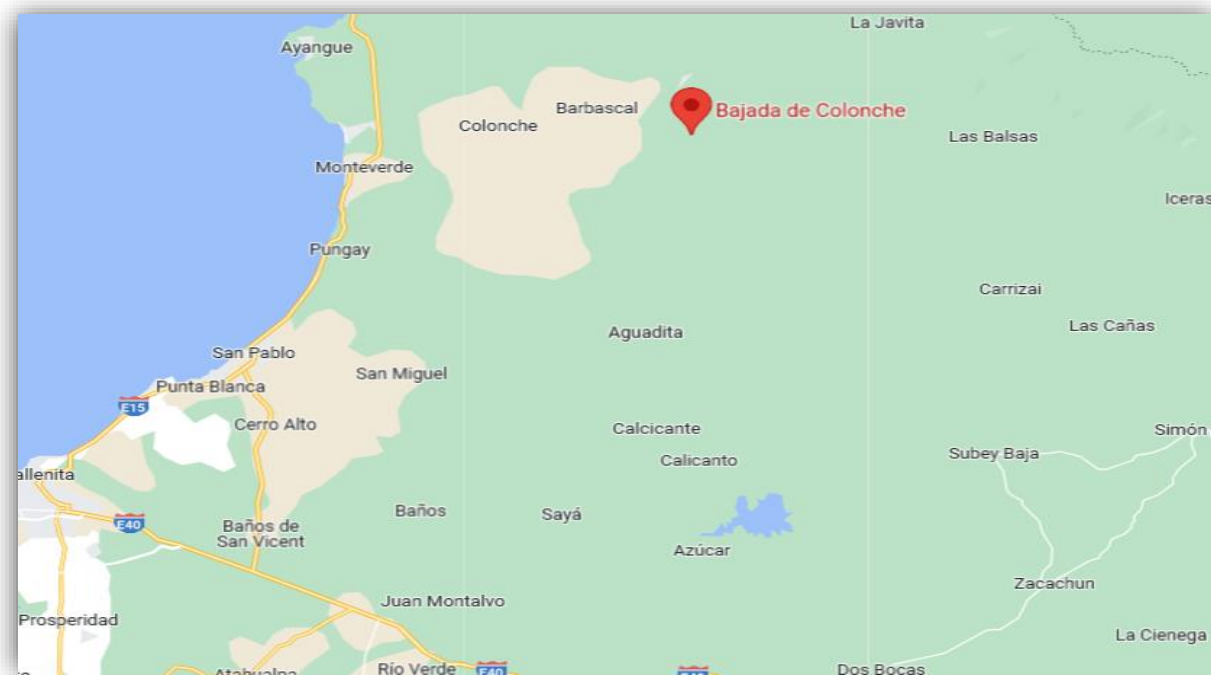 La Javita
Ayangue
Barbascal
Bajada de Colonche
Colonche
Las Balsas
Monteverde
Iceras
Pungay
Carrizai
Las Cañas
Aguadita
San Pablo
San Miguel
Punta Blanca
E15
Cerro Alto
Calcicante
Simón
Subey Baja
Calicanto
allenita
Baños
Sayá
E40
Baños de
San Vicent
Azúcar
Zacachun
Juan Montalvo
Prosperidad
La Cienega
Río Verde
E40
Dos Bocas
Atahualpa